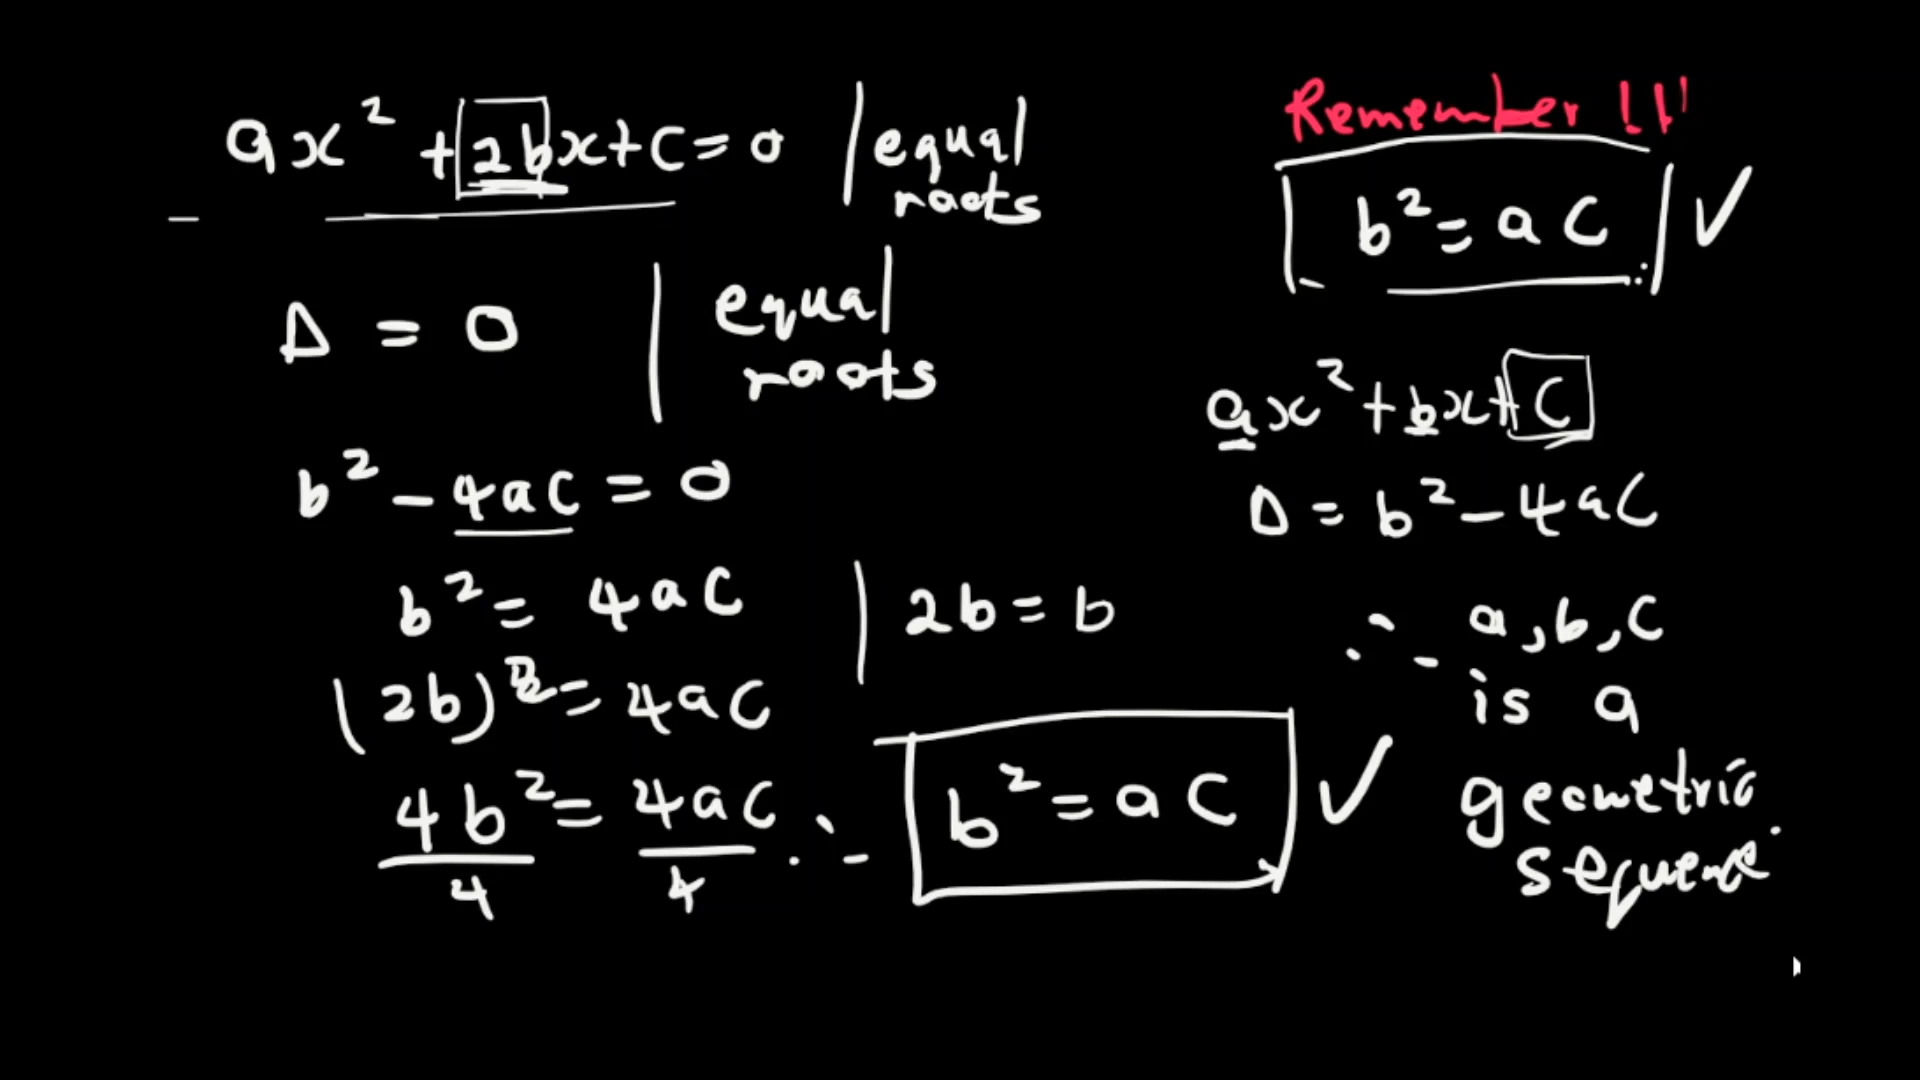 ax² + 2bx + c = 0 | equal roots
Δ = 0 | equal roots
b² - 4ac = 0
b² = 4ac | 2b = b
(2b)² = 4ac
4b²/4 = 4ac/4 ∴ b² = ac ✓
Remember !!!
b² = ac ✓
ax² + bx + c
Δ = b² - 4ac
∴ a, b, c
is a
geometric
sequence.